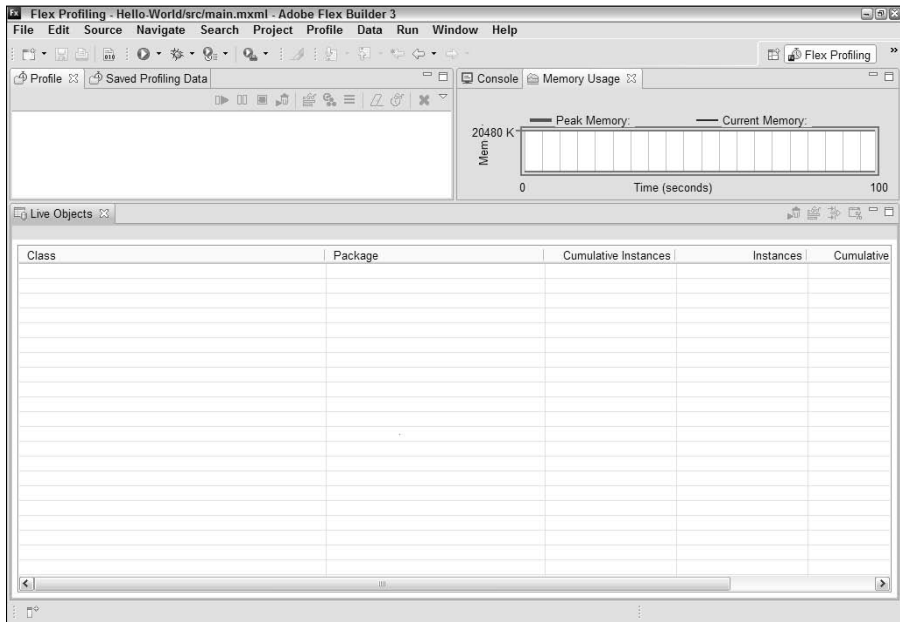 Fx Flex Profiling - Hello-World/src/main.mxml - Adobe Flex Builder 3
File Edit Source Navigate Search Project Profile Data Run Window Help
Flex Profiling »
Profile Saved Profiling Data
Console Memory Usage
Peak Memory: Current Memory:
20480 K
Mem
0 Time (seconds) 100
Live Objects
Class Package Cumulative Instances Instances Cumulative